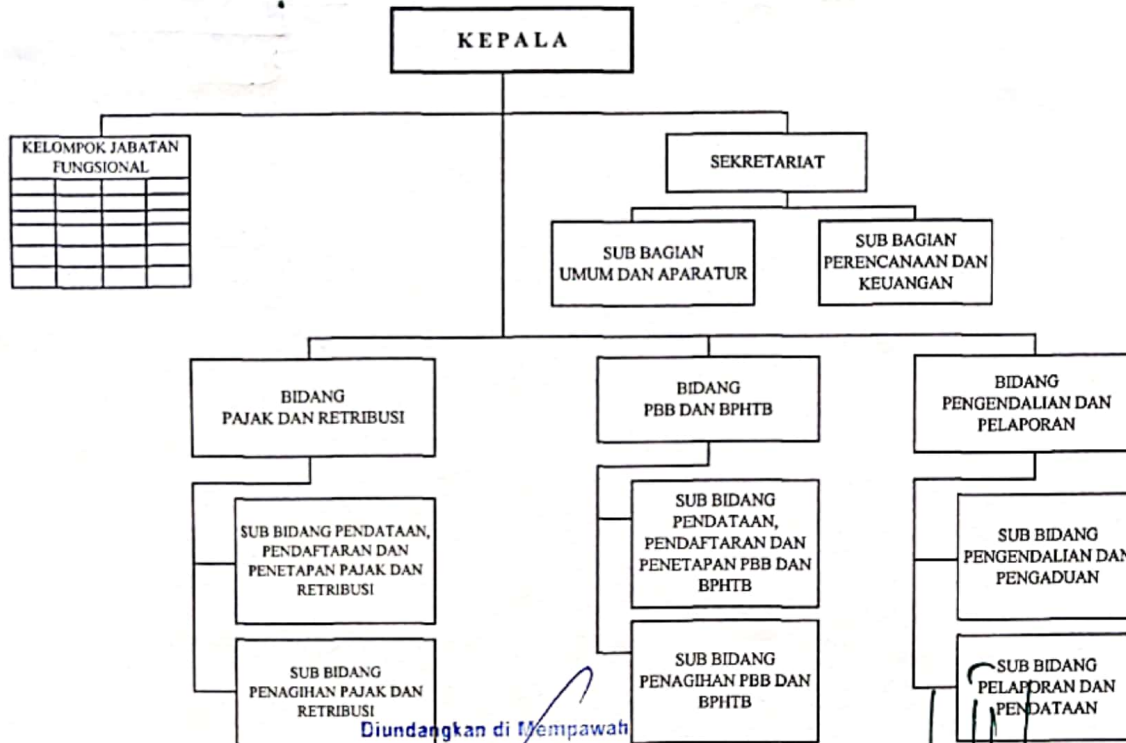 KEPALA
KELOMPOK JABATAN
FUNGSIONAL
SEKRETARIAT
SUB BAGIAN
UMUM DAN APARATUR
SUB BAGIAN
PERENCANAAN DAN
KEUANGAN
BIDANG
PAJAK DAN RETRIBUSI
BIDANG
PBB DAN BPHTB
BIDANG
PENGENDALIAN DAN
PELAPORAN
SUB BIDANG PENDATAAN,
PENDAFTARAN DAN
PENETAPAN PAJAK DAN
RETRIBUSI
SUB BIDANG
PENDATAAN,
PENDAFTARAN DAN
PENETAPAN PBB DAN
BPHTB
SUB BIDANG
PENGENDALIAN DAN
PENGADUAN
SUB BIDANG
PENAGIHAN PAJAK DAN
RETRIBUSI
SUB BIDANG
PENAGIHAN PBB DAN
BPHTB
SUB BIDANG
PELAPORAN DAN
PENDATAAN
Diundangkan di Mempawah